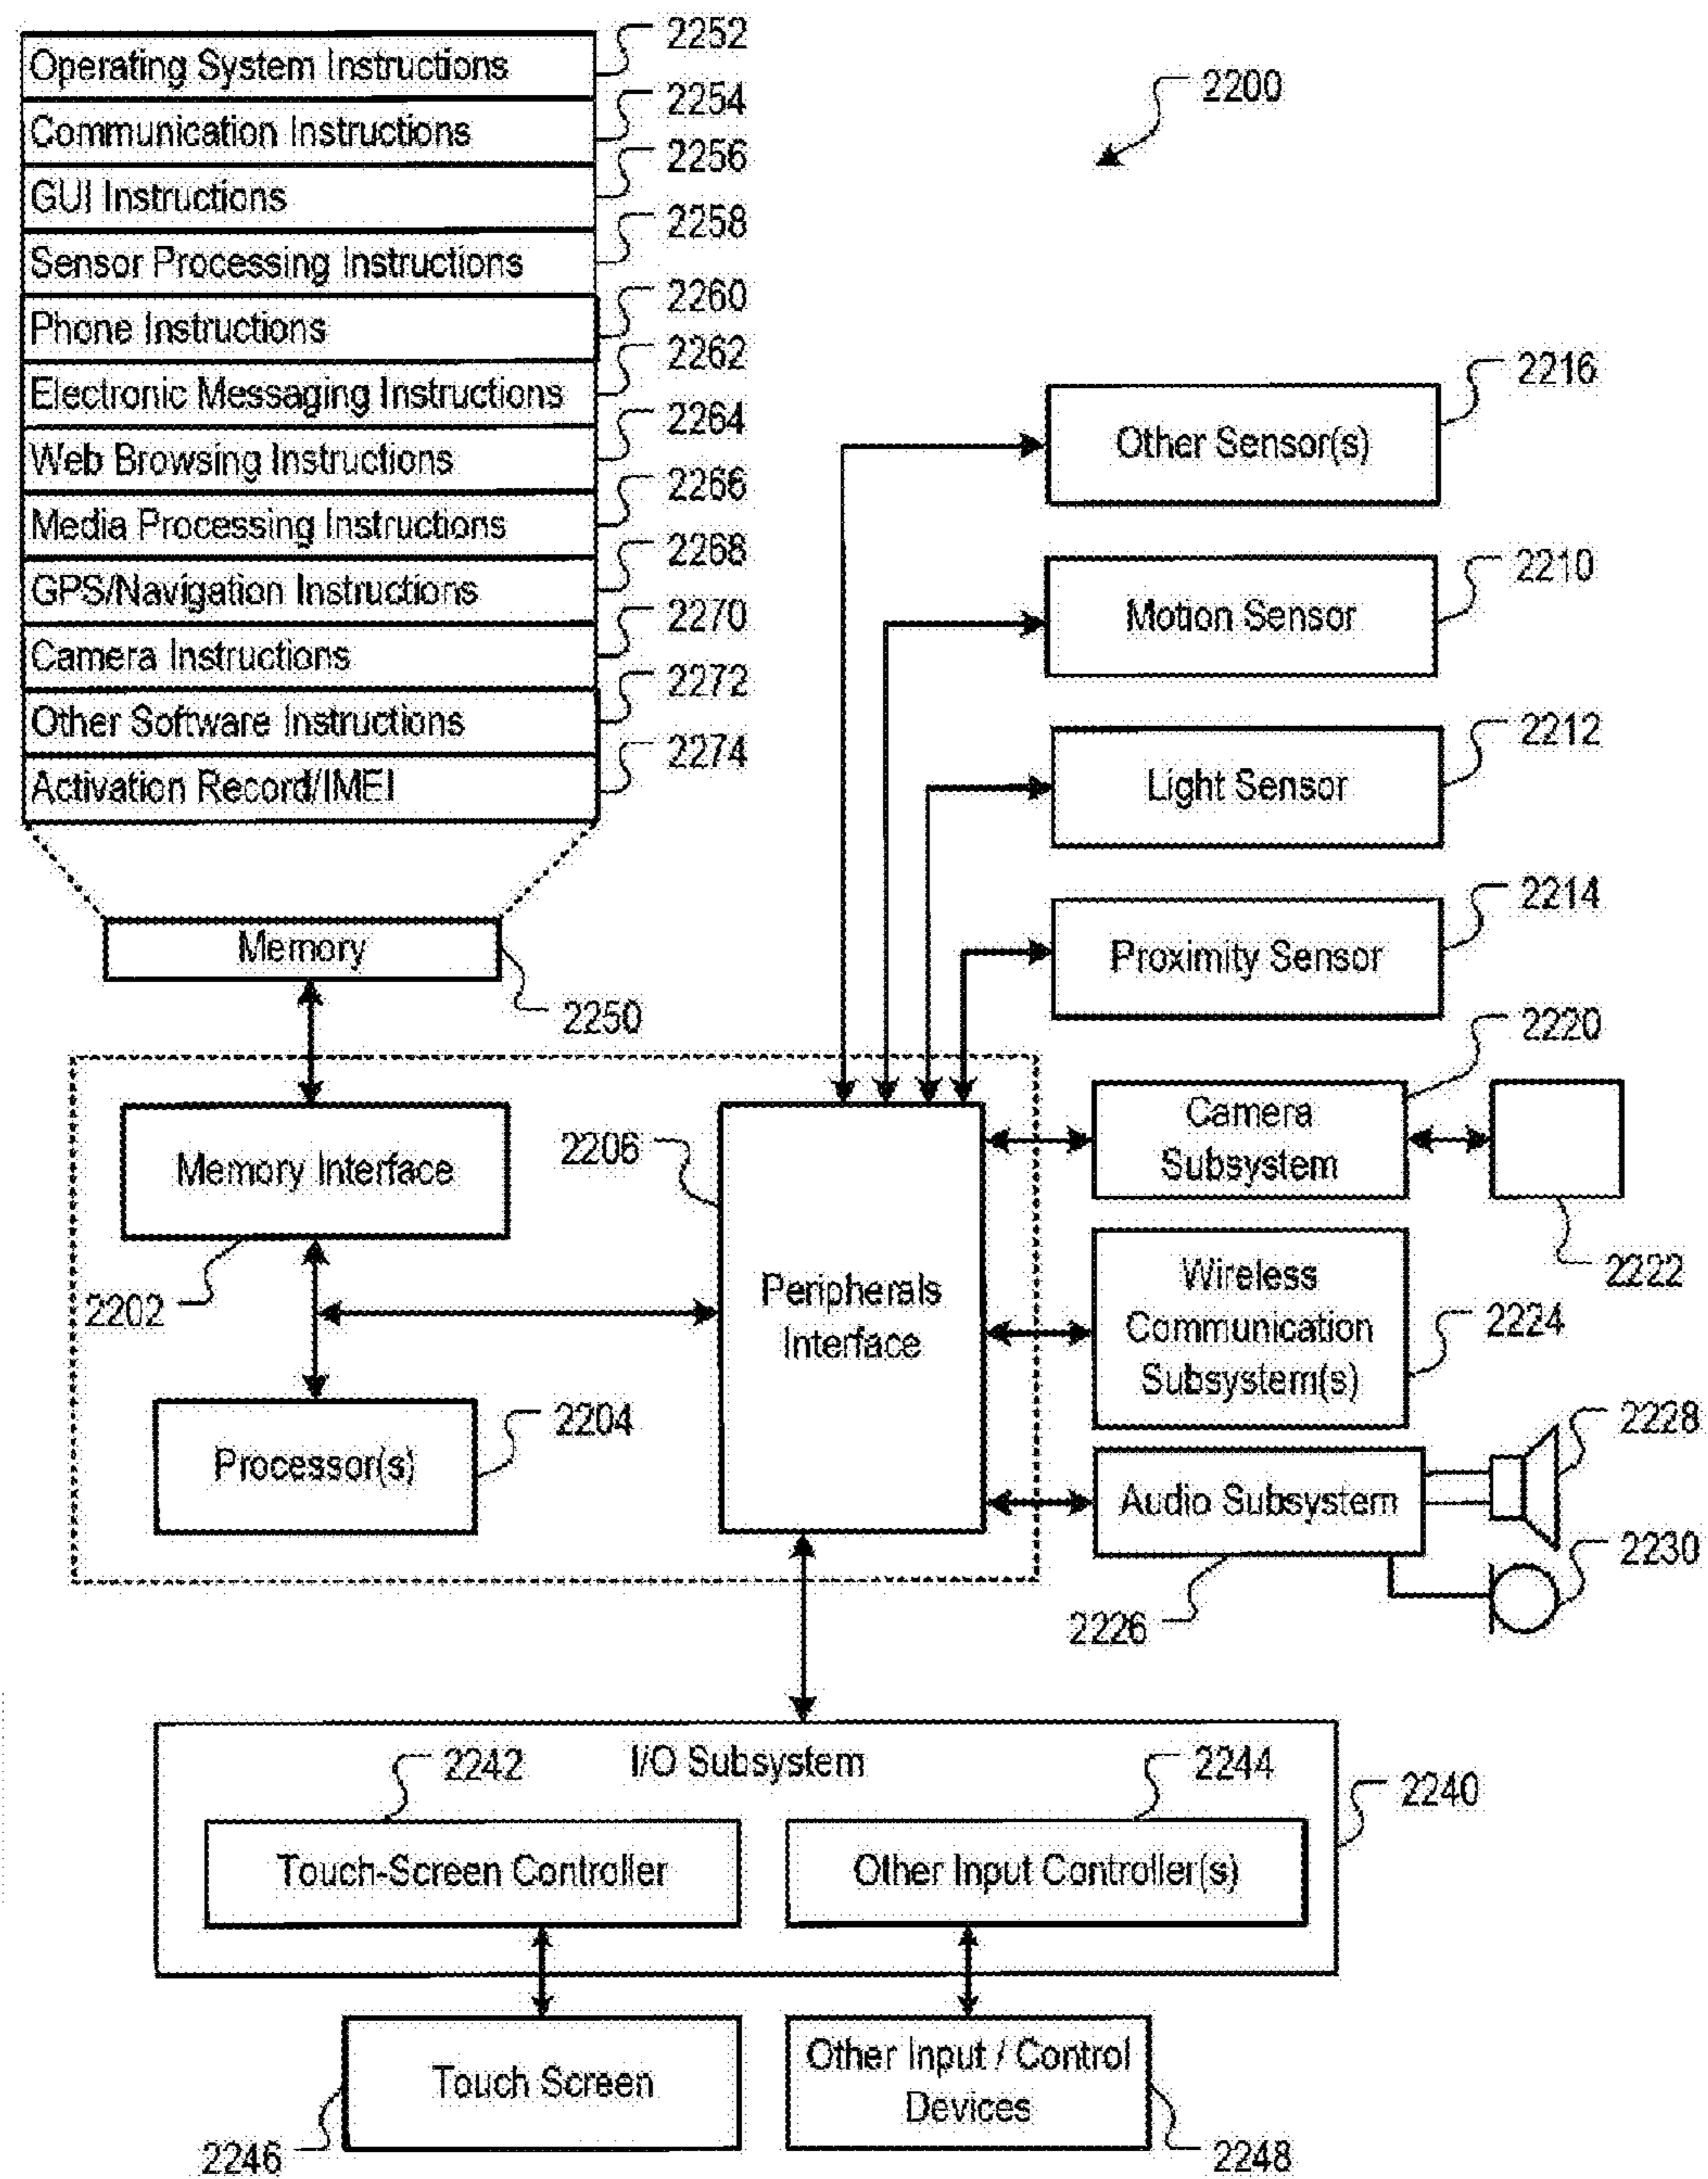 2252
Operating System Instructions
2254
Communication Instructions
2256
GUI Instructions
2258
Sensor Processing Instructions
2260
Phone Instructions
2262
Electronic Messaging Instructions
2264
Web Browsing Instructions
2266
Media Processing Instructions
2268
GPS/Navigation Instructions
2270
Camera Instructions
2272
Other Software Instructions
2274
Activation Record/IMEI
Memory
2250
2200
2216
Other Sensor(s)
2210
Motion Sensor
2212
Light Sensor
2214
Proximity Sensor
2220
Camera
Subsystem
2222
Memory Interface
2202
2206
Peripherals
Interface
Wireless
Communication
Subsystem(s)
2224
2204
Processor(s)
2228
Audio Subsystem
2230
2226
2242
I/O Subsystem
2244
2240
Touch-Screen Controller
Other Input Controller(s)
Touch Screen
2246
Other Input / Control
Devices
2248